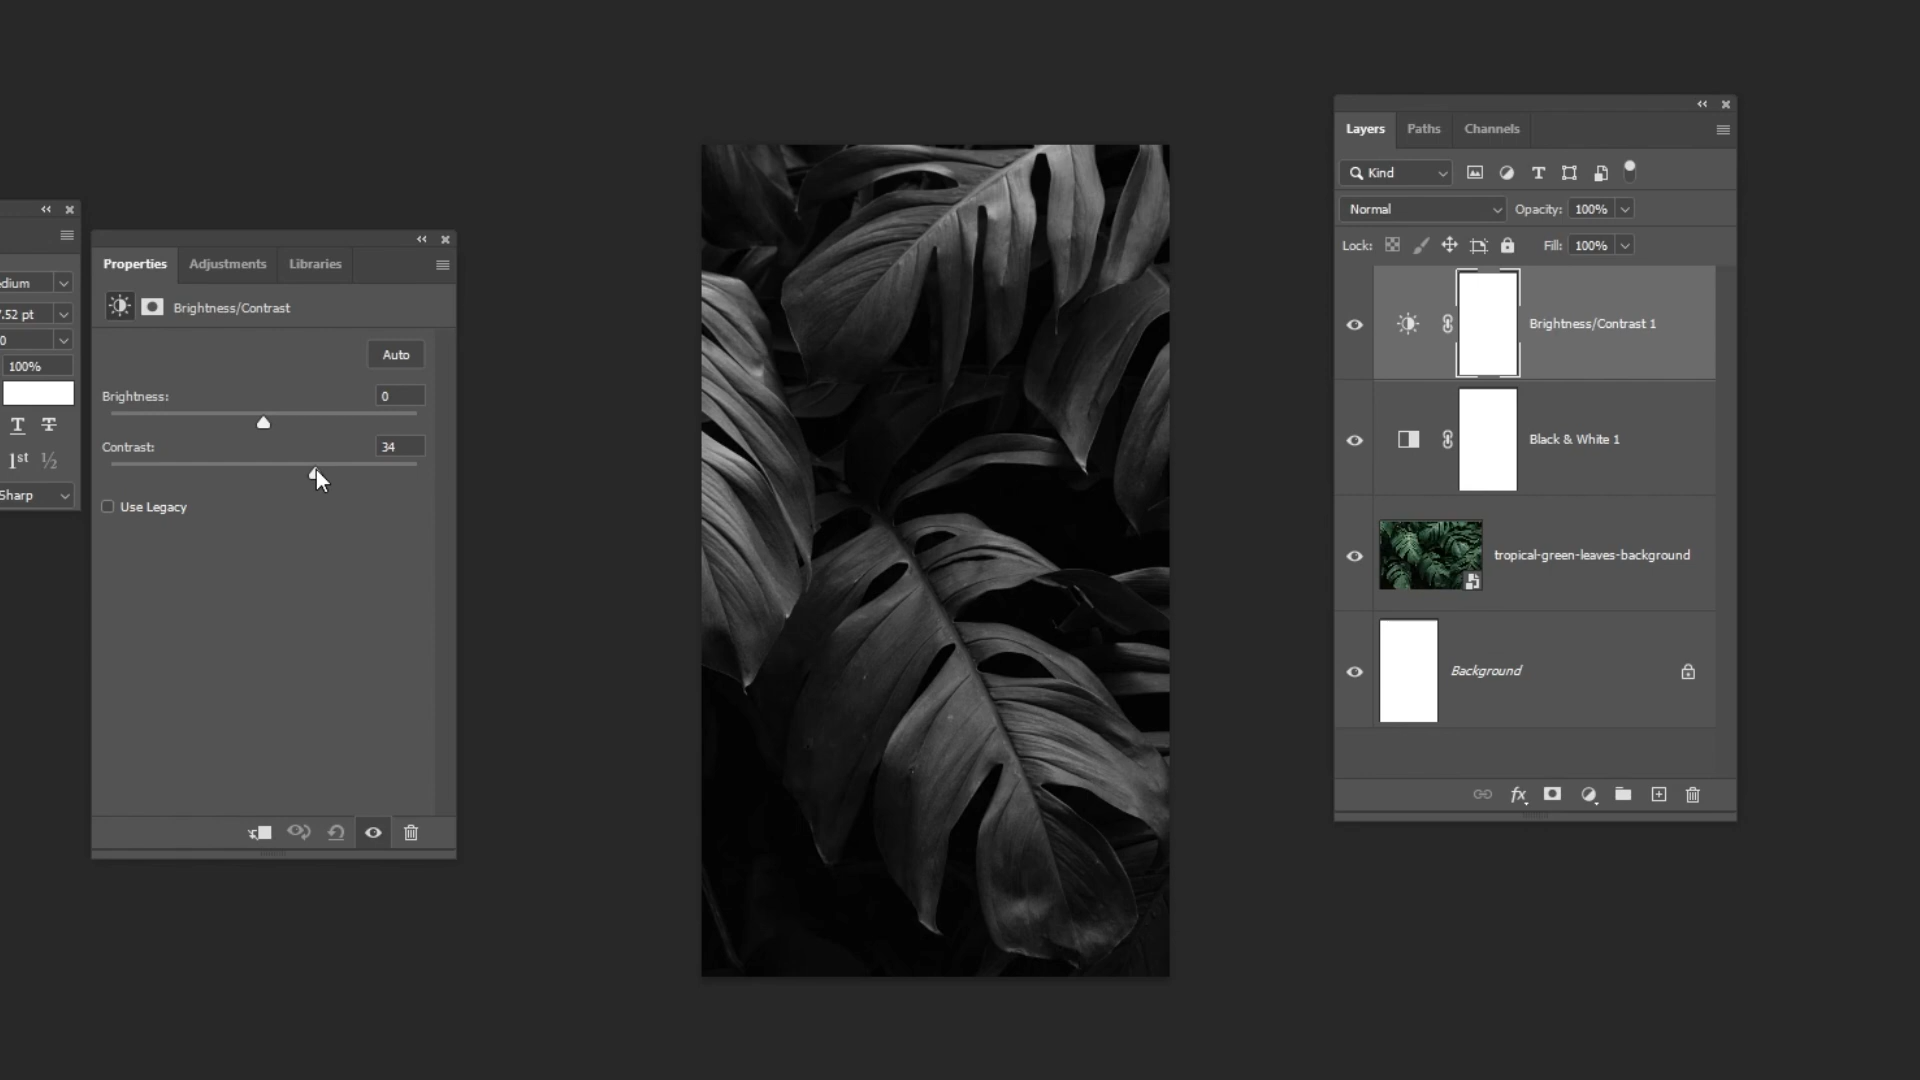 edium
.52 pt
0
100%
T T
1st ½
Sharp
Properties Adjustments Libraries
Brightness/Contrast
Auto
Brightness: 0
Contrast: 34
Use Legacy
Layers Paths Channels
Kind T
Normal Opacity: 100%
Lock: Fill: 100%
Brightness/Contrast 1
Black & White 1
tropical-green-leaves-background
Background
fx